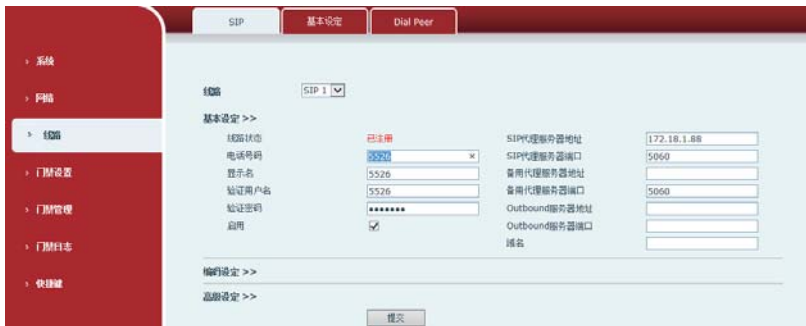 SIP
基本设定
Dial Peer
› 系统
› 网络
› 线路
› 门禁设置
› 门禁管理
› 门禁日志
› 快捷键
线路 SIP 1
基本设定 >>
线路状态 已注册 SIP代理服务器地址 172.18.1.88
电话号码 5526 × SIP代理服务器端口 5060
显示名 5526 备用代理服务器地址
验证用户名 5526 备用代理服务器端口 5060
验证密码 ••••••• Outbound服务器地址
启用 Outbound服务器端口
域名
编码设定 >>
高级设定 >>
提交